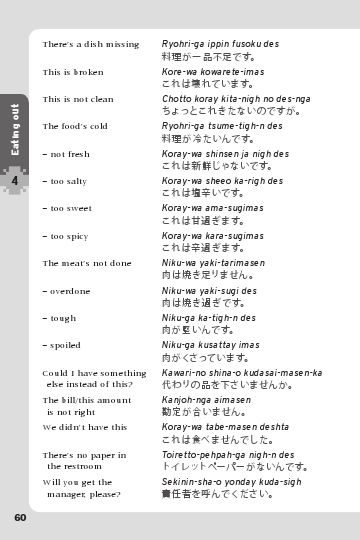 There's a dish missing
Ryohri-ga ippin fusoku des
料理が一品不足です。
This is broken
Kore-wa kowarete-imas
これは壊れています。
This is not clean
Chotto koray kita-nigh no des-nga
ちょっとこれきたないのですが。
The food's cold
Ryohri-ga tsume-tigh-n des
料理が冷たいんです。
– not fresh
Koray-wa shinsen ja nigh des
これは新鮮じゃないです。
– too salty
Koray-wa sheeo ka-righ des
これは塩辛いです。
– too sweet
Koray-wa ama-sugimas
これは甘過ぎます。
– too spicy
Koray-wa kara-sugimas
これは辛過ぎます。
The meat's not done
Niku-wa yaki-tarimasen
肉は焼き足りません。
– overdone
Niku-wa yaki-sugi des
肉は焼き過ぎです。
– tough
Niku-ga ka-tigh-n des
肉が堅いんです。
– spoiled
Niku-ga kusattay imas
肉がくさっています。
Could I have something
else instead of this?
Kawari-no shina-o kudasai-masen-ka
代わりの品を下さいませんか。
The bill/this amount
is not right
Kanjoh-nga aimasen
勘定が合いません。
We didn't have this
Koray-wa tabe-masen deshta
これは食べませんでした。
There's no paper in
the restroom
Toiretto-pehpah-ga nigh-n des
トイレットペーパーがないんです。
Will you get the
manager, please?
Sekinin-sha-o yonday kuda-sigh
責任者を呼んでください。
Eating out
4
60